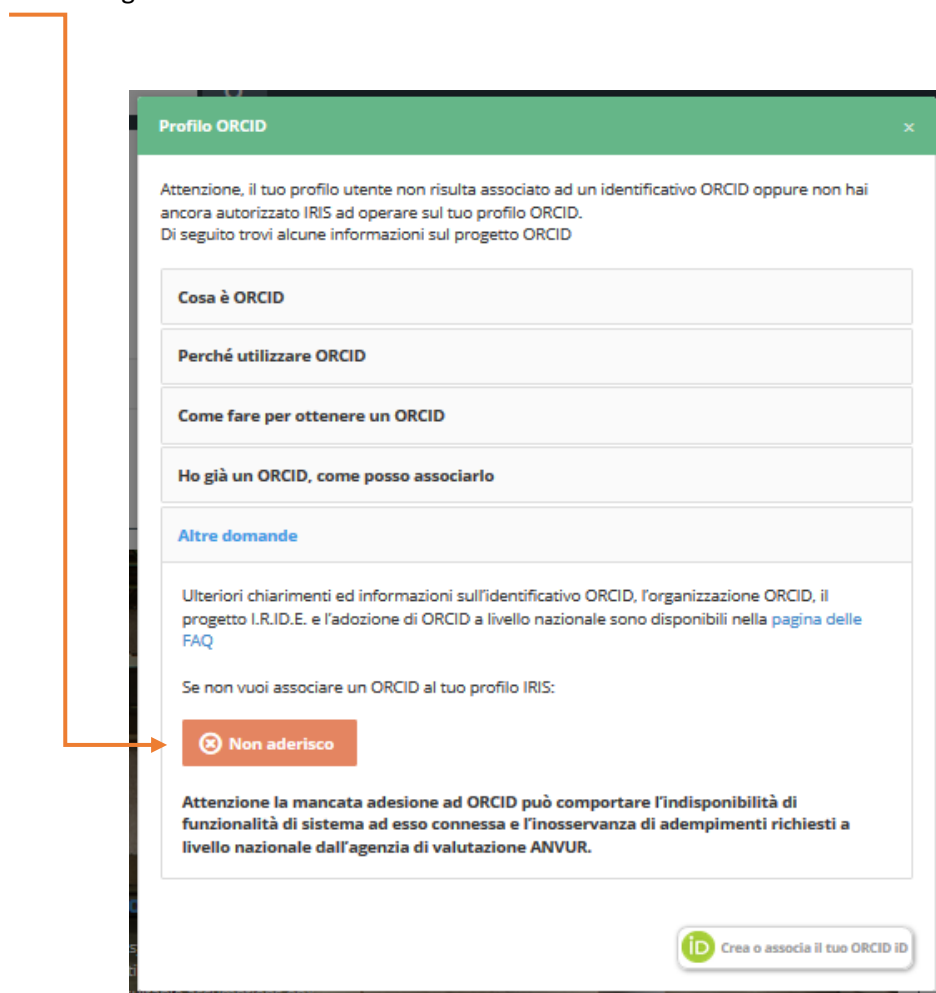 Profilo ORCID
×
Attenzione, il tuo profilo utente non risulta associato ad un identificativo ORCID oppure non hai
ancora autorizzato IRIS ad operare sul tuo profilo ORCID.
Di seguito trovi alcune informazioni sul progetto ORCID
Cosa è ORCID
Perché utilizzare ORCID
Come fare per ottenere un ORCID
Ho già un ORCID, come posso associarlo
Altre domande
Ulteriori chiarimenti ed informazioni sull'identificativo ORCID, l'organizzazione ORCID, il
progetto I.R.ID.E. e l'adozione di ORCID a livello nazionale sono disponibili nella pagina delle
FAQ
Se non vuoi associare un ORCID al tuo profilo IRIS:
Non aderisco
Attenzione la mancata adesione ad ORCID può comportare l'indisponibilità di
funzionalità di sistema ad esso connessa e l'inosservanza di adempimenti richiesti a
livello nazionale dall'agenzia di valutazione ANVUR.
iD Crea o associa il tuo ORCID iD